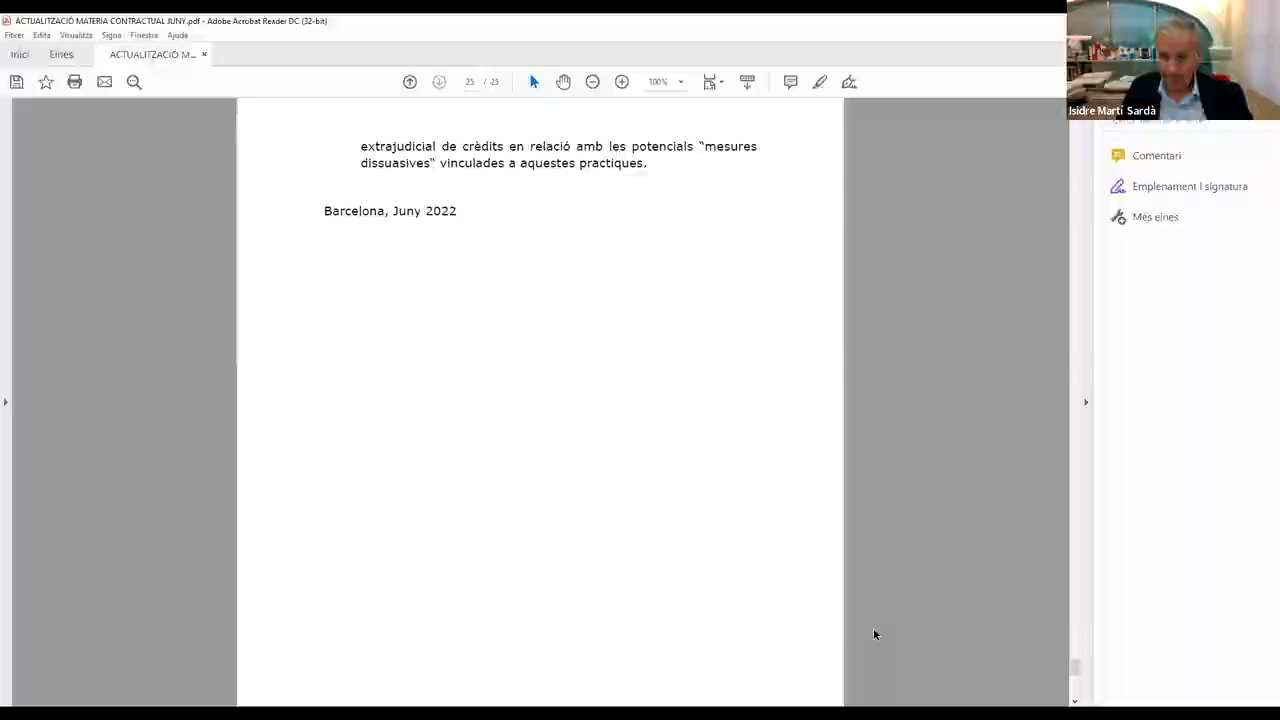 ACTUALITZACIÓ MATERIA CONTRACTUAL JUNY.pdf - Adobe Acrobat Reader DC (32-bit)
Fitxer Edita Visualitza Signa Finestra Ajuda
Inici Eines ACTUALITZACIÓ M... ×
25 / 25 100%
Isidre Martí Sardà
Comentari
Emplenament i signatura
Més eines
extrajudicial de crèdits en relació amb les potencials “mesures
dissuasives“ vinculades a aquestes practiques.
Barcelona, Juny 2022